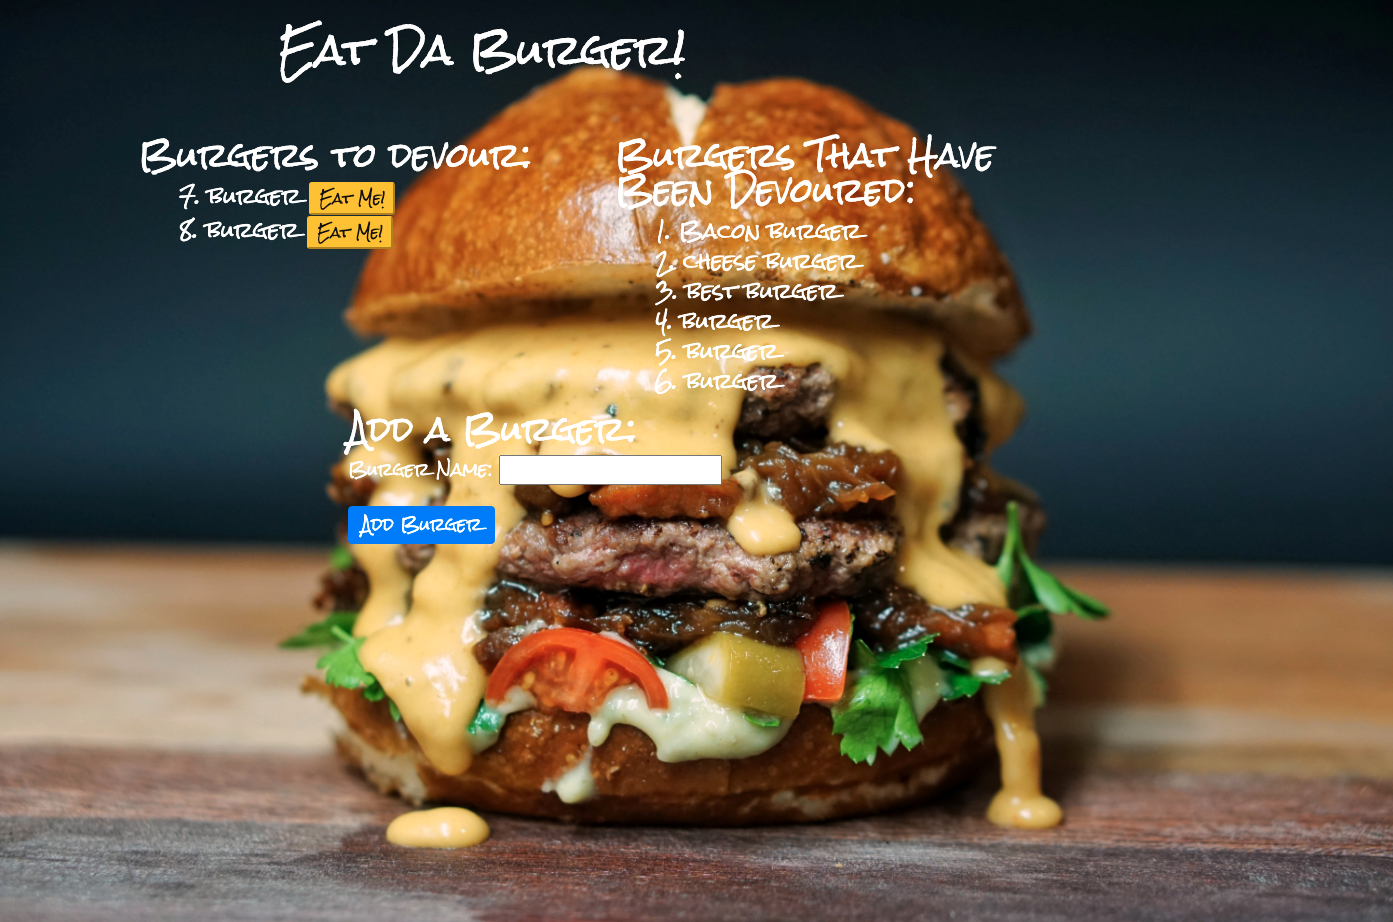 Eat Da Burger!
Burgers to devour:
7. burger Eat Me!
8. burger Eat Me!
Burgers That Have
Been Devoured:
1. Bacon burger
2. cheese burger
3. best burger
4. burger
5. burger
6. burger
Add a Burger:
Burger Name:
Add Burger